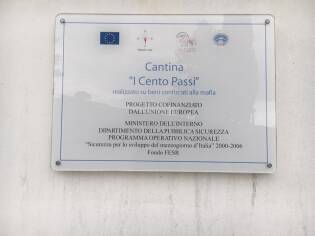 Cantina
"I Cento Passi"
realizzato su beni confiscati alla mafia
PROGETTO COFINANZIATO
DALL'UNIONE EUROPEA
MINISTERO DELL'INTERNO
DIPARTIMENTO DELLA PUBBLICA SICUREZZA
PROGRAMMA OPERATIVO NAZIONALE
"Sicurezza per lo sviluppo del mezzogiorno d'Italia" 2000-2006
Fondo FESR